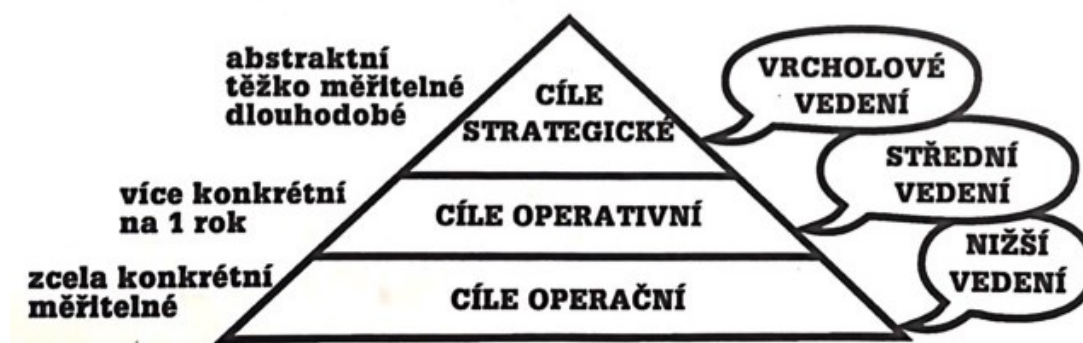 abstraktní
těžko měřitelné
dlouhodobé
CÍLE
STRATEGICKÉ
VRCHOLOVÉ
VEDENÍ
více konkrétní
na 1 rok
CÍLE OPERATIVNÍ
STŘEDNÍ
VEDENÍ
zcela konkrétní
měřitelné
CÍLE OPERAČNÍ
NIŽŠÍ
VEDENÍ